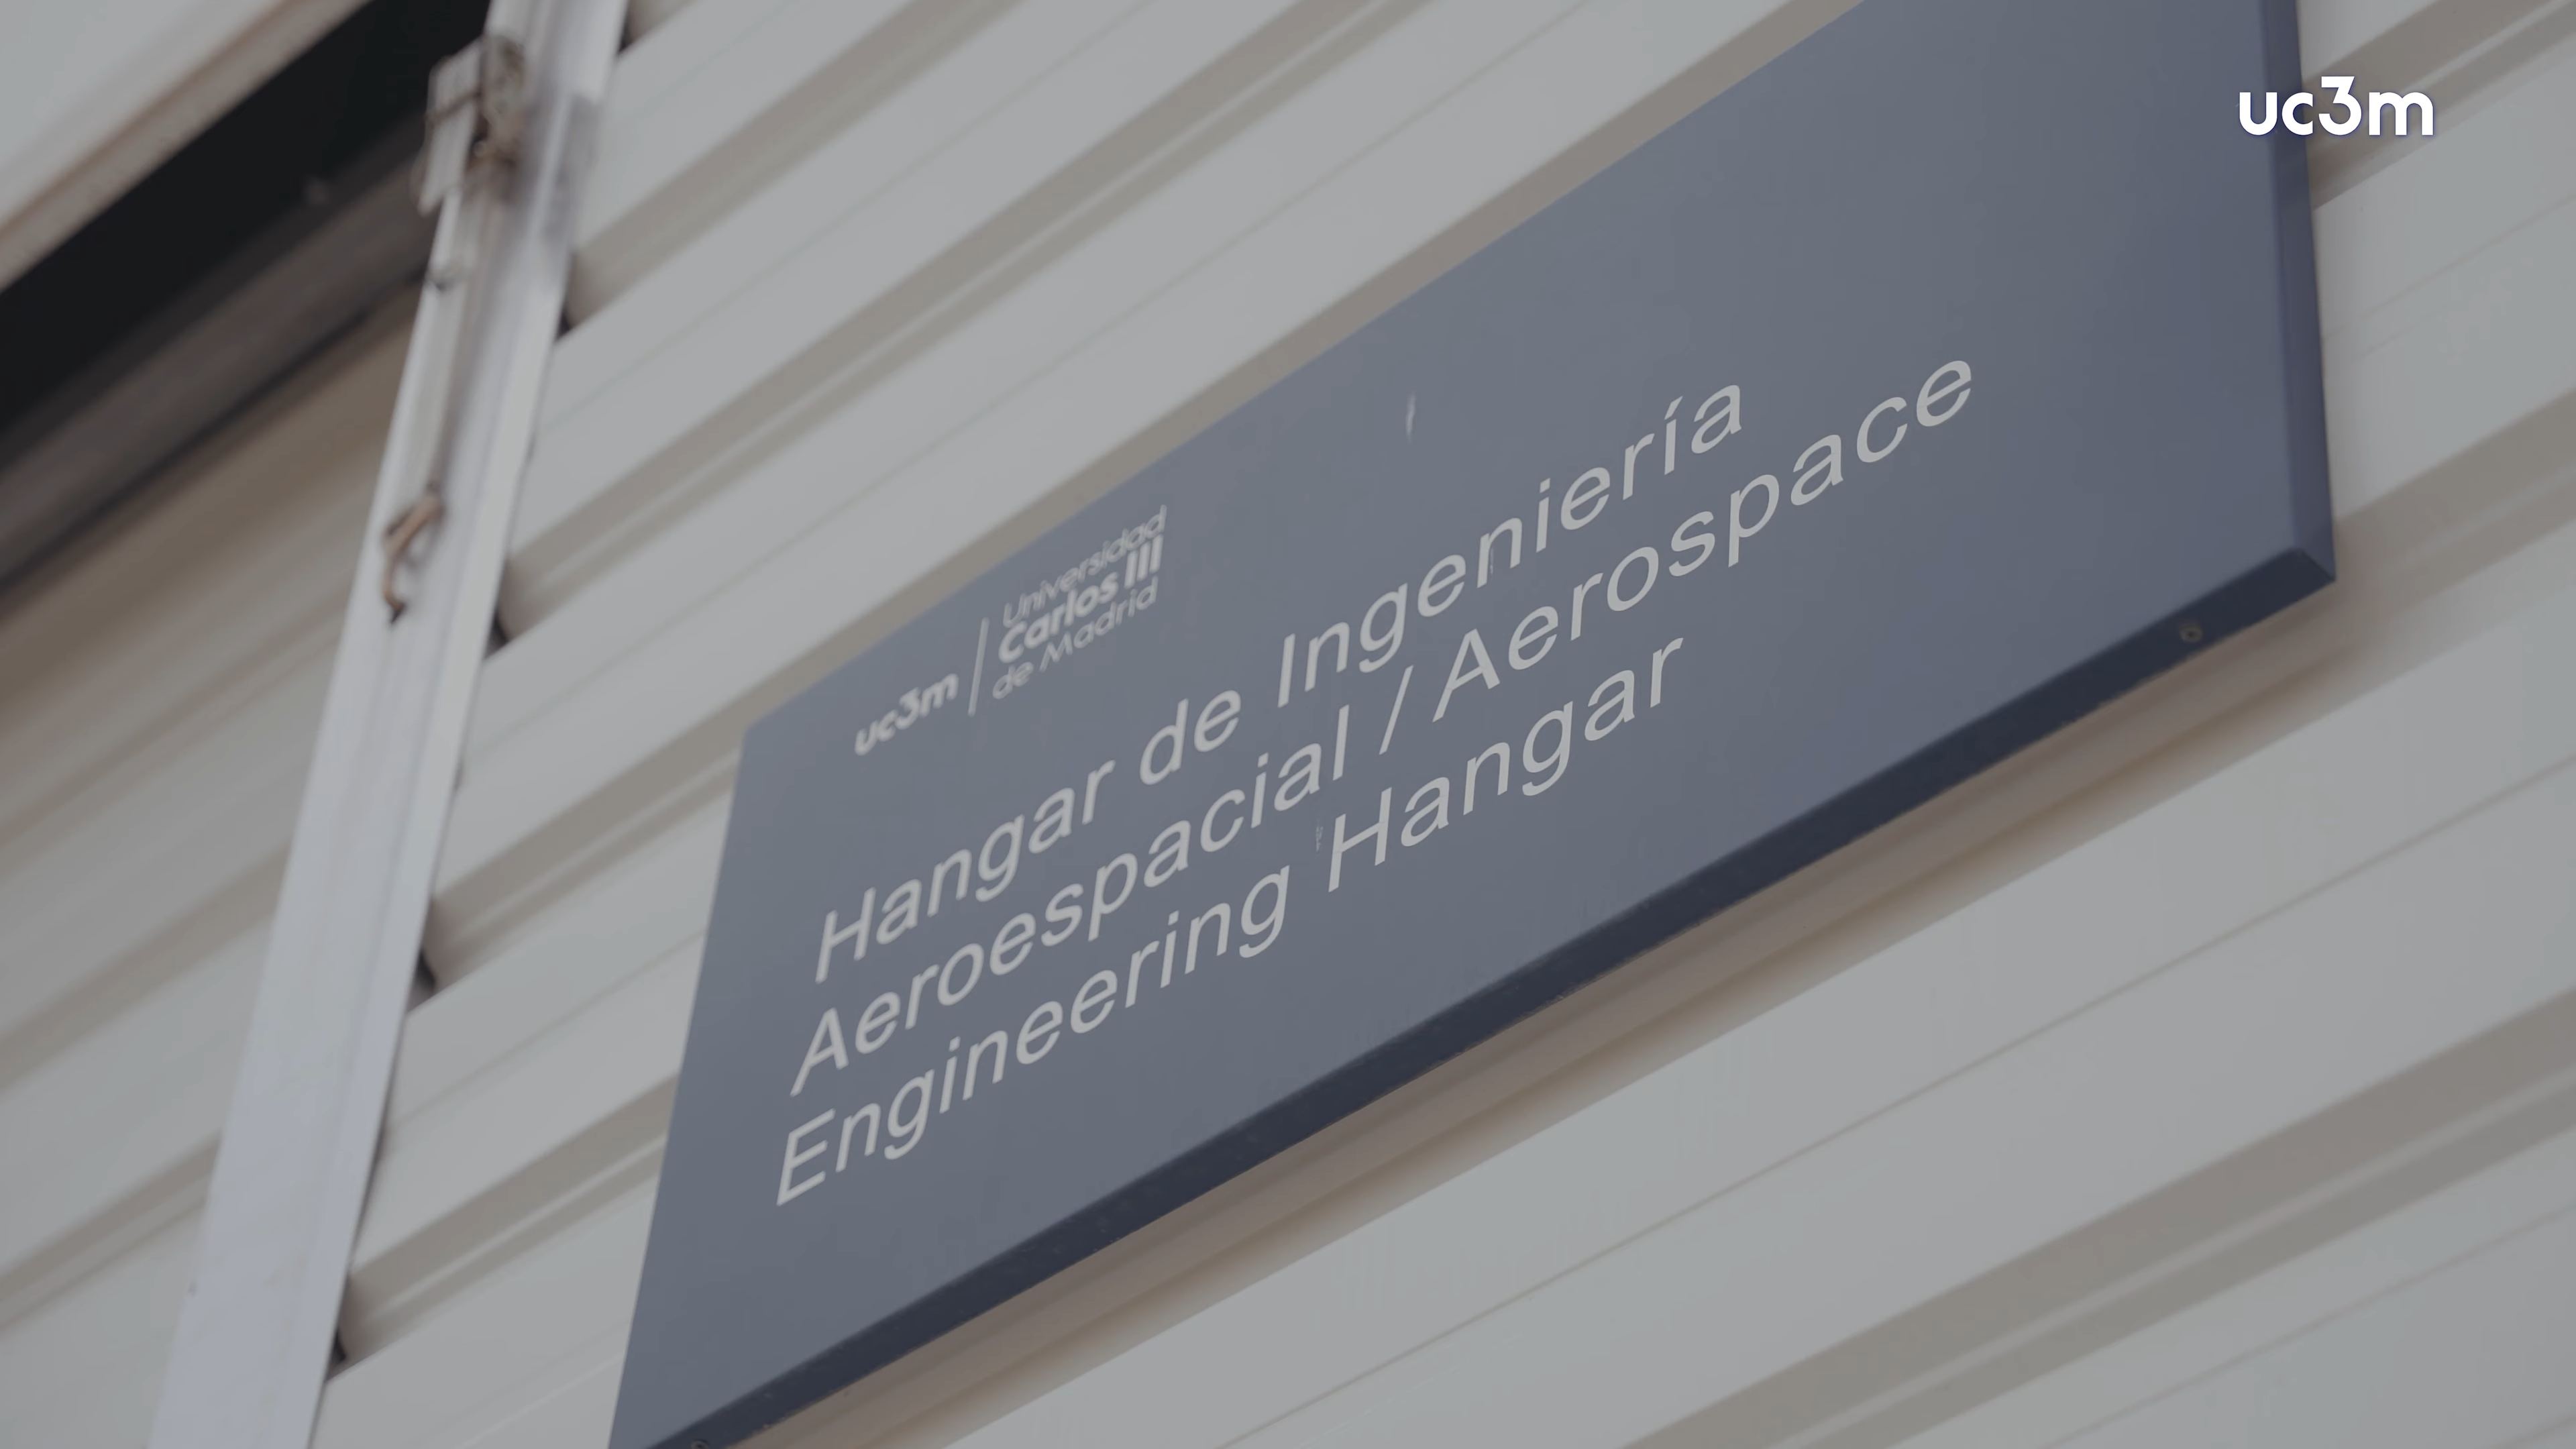 uc3m
uc3m
Universidad
Carlos III
de Madrid
Hangar de Ingeniería
Aeroespacial / Aerospace
Engineering Hangar